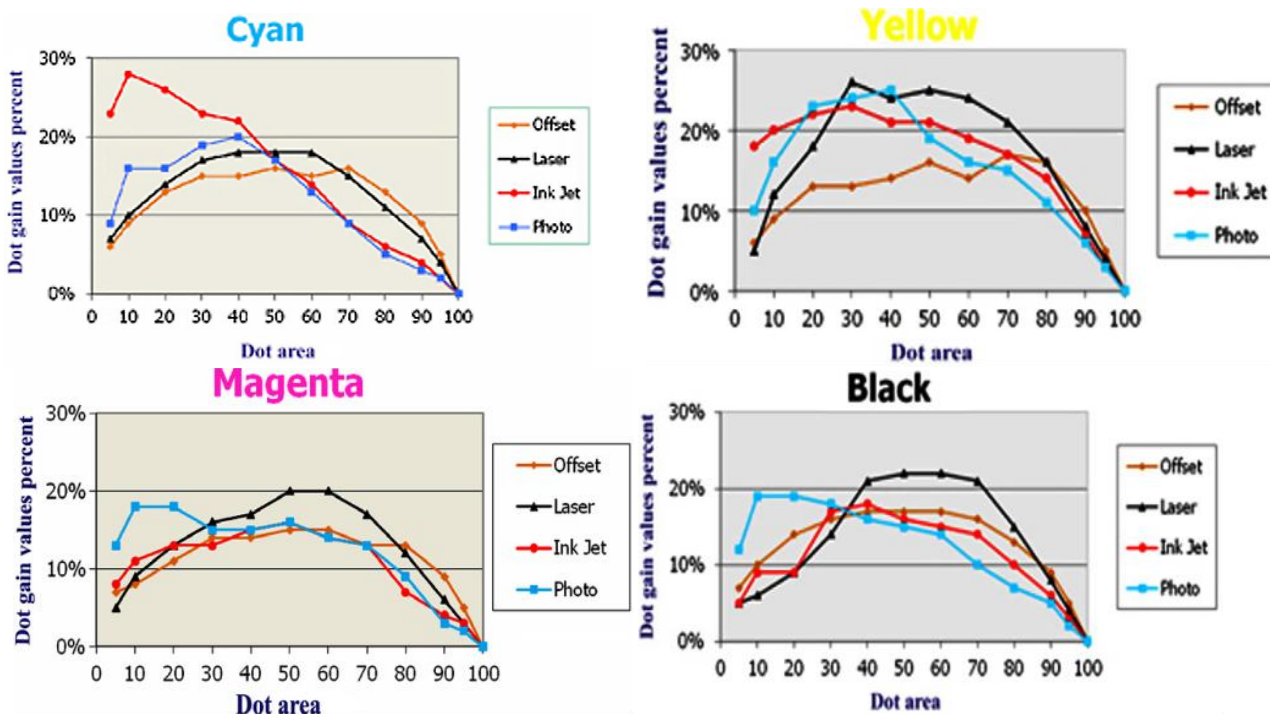 Cyan
Dot gain values percent
30%
20%
10%
0%
0 10 20 30 40 50 60 70 80 90 100
Dot area
Offset
Laser
Ink Jet
Photo
Yellow
Dot gain values percent
30%
20%
10%
0%
0 10 20 30 40 50 60 70 80 90 100
Dot area
Offset
Laser
Ink Jet
Photo
Magenta
Dot gain values percent
30%
20%
10%
0%
0 10 20 30 40 50 60 70 80 90 100
Dot area
Offset
Laser
Ink Jet
Photo
Black
Dot gain values percent
30%
20%
10%
0%
0 10 20 30 40 50 60 70 80 90 100
Dot area
Offset
Laser
Ink Jet
Photo